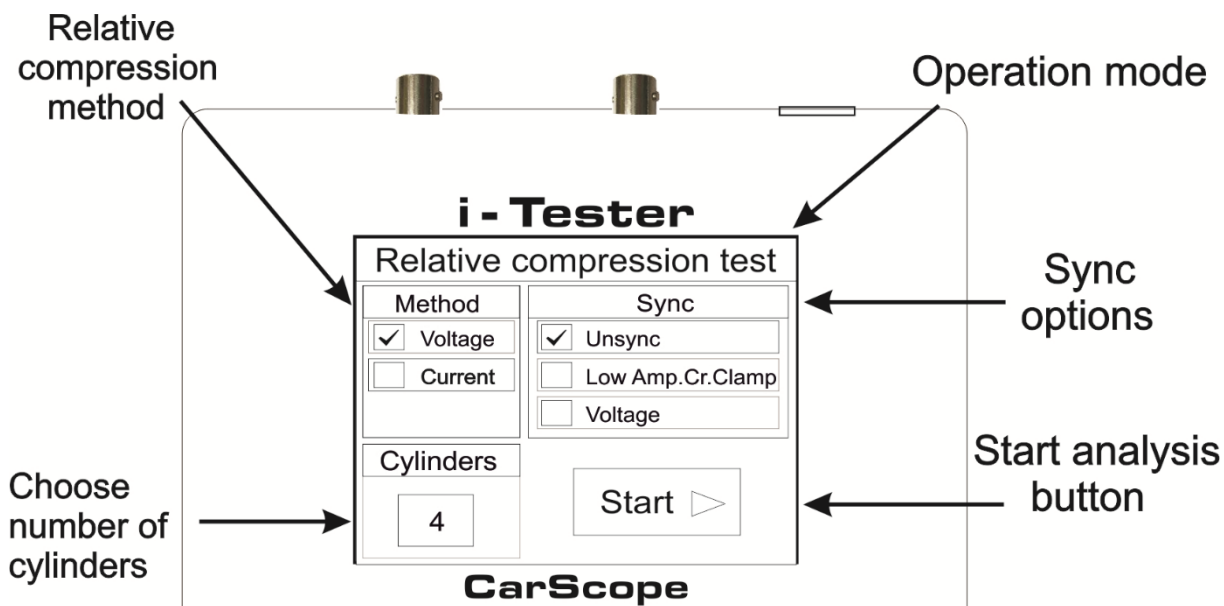 Relative
compression
method
Operation mode
i-Tester
Relative compression test
Method
Sync
Voltage
Unsync
Current
Low Amp.Cr.Clamp
Voltage
Sync
options
Cylinders
4
Start
Start analysis
button
Choose
number of
cylinders
CarScope